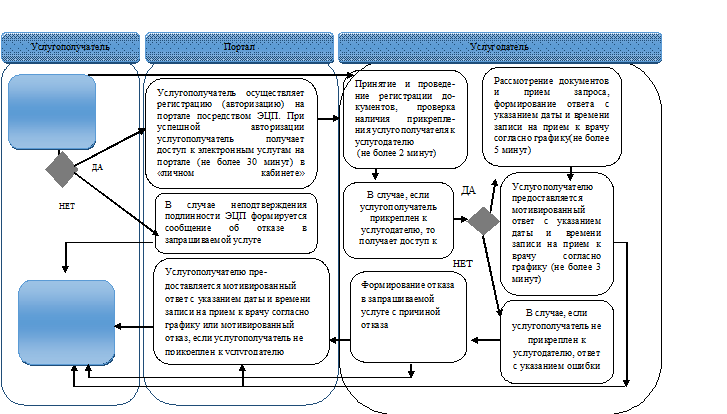 Услугополучатель
Портал
Услугодатель
Услугополучатель осуществляет
регистрацию (авторизацию) на
портале посредством ЭЦП. При
успешной авторизации
услугополучатель получает
доступ к электронным услугам на
портале (не более 30 минут) в
«личном кабинете»
ДА
НЕТ
В случае неподтверждения
подлинности ЭЦП формируется
сообщение об отказе в
запрашиваемой услуге
Услугополучателю пре-
доставляется мотивированный
ответ с указанием даты и времени
записи на прием к врачу согласно
графику или мотивированный
отказ, если услугополучатель не
прикреплен к услугодателю
Принятие и проведе-
ние регистрации до-
кументов, проверка
наличия прикрепле-
ния услугополучателя к
услугодателю
(не более 2 минут)
Рассмотрение документов
и прием запроса,
формирование ответа с
указанием даты и времени
записи на прием к врачу
согласно графику(не более
5 минут)
В случае, если
услугополучатель
прикреплен к
услугодателю, то
получает доступ к
ДА
НЕТ
Услугополучателю
предоставляется
мотивированный
ответ с указанием
даты и времени
записи на прием к
врачу согласно
графику (не более 3
минут)
Формирование отказа
в запрашиваемой
услуге с причиной
отказа
В случае, если
услугополучатель не
прикреплен к
услугодателю, ответ
с указанием ошибки